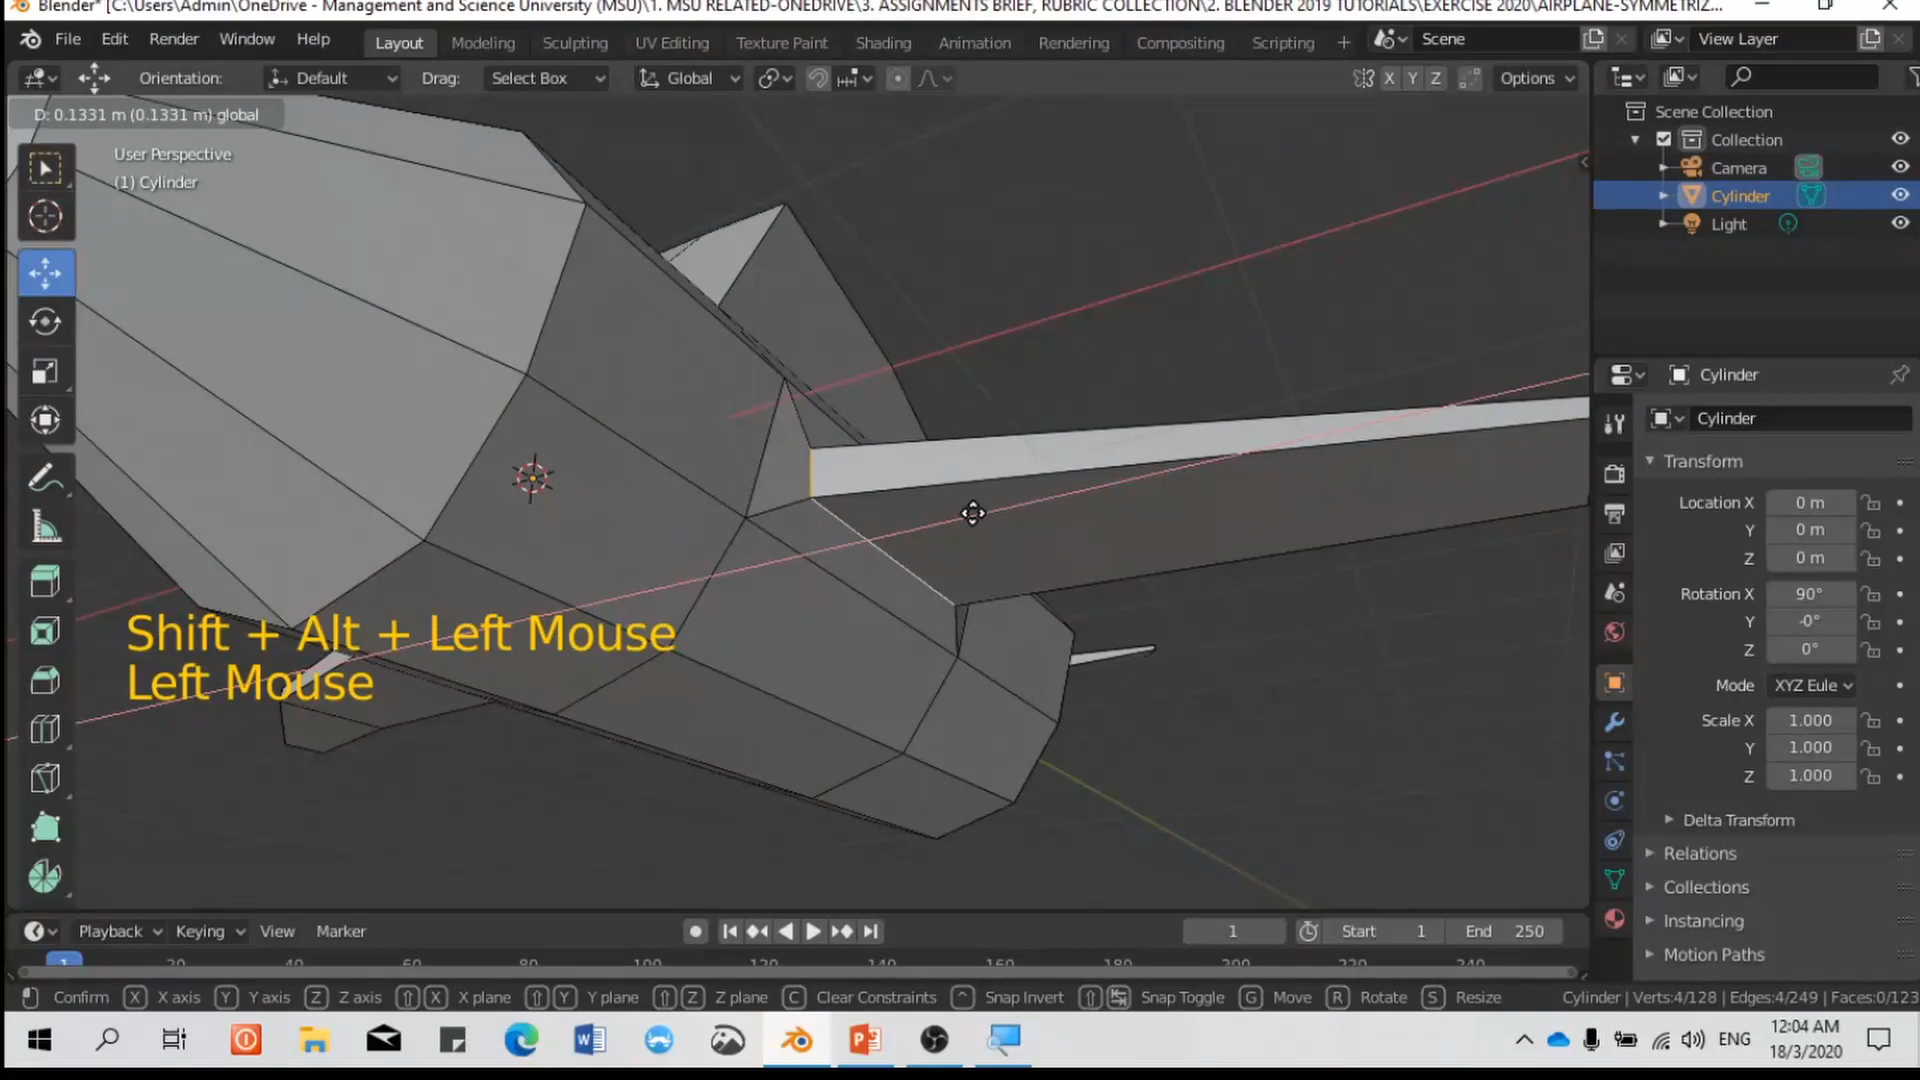 Blender* [C:\Users\Admin\OneDrive - Management and Science University (MSU)\1. MSU RELATED-ONEDRIVE\3. ASSIGNMENTS BRIEF, RUBRIC COLLECTION\2. BLENDER 2019 TUTORIALS\EXERCISE 2020\AIRPLANE-SYMMETRIZ...
File Edit Render Window Help Layout Modeling Sculpting UV Editing Texture Paint Shading Animation Rendering Compositing Scripting + Scene View Layer
Orientation: Default Drag: Select Box Global X Y Z Options
D: 0.1331 m (0.1331 m) global
User Perspective
(1) Cylinder
Scene Collection
Collection
Camera
Cylinder
Light
Cylinder
Cylinder
Transform
Location X 0 m
Y 0 m
Z 0 m
Rotation X 90°
Y -0°
Z 0°
Mode XYZ Eule
Scale X 1.000
Y 1.000
Z 1.000
Delta Transform
Relations
Collections
Instancing
Motion Paths
Shift + Alt + Left Mouse
Left Mouse
Playback Keying View Marker 1 Start 1 End 250
1 20 40 60 80 100 120 140 160 180 200 220 240
Confirm X X axis Y Y axis Z Z axis X X plane Y Y plane Z Z plane C Clear Constraints ^ Snap Invert Snap Toggle G Move R Rotate S Resize Cylinder | Verts:4/128 | Edges:4/249 | Faces:0/123
ENG
12:04 AM
18/3/2020